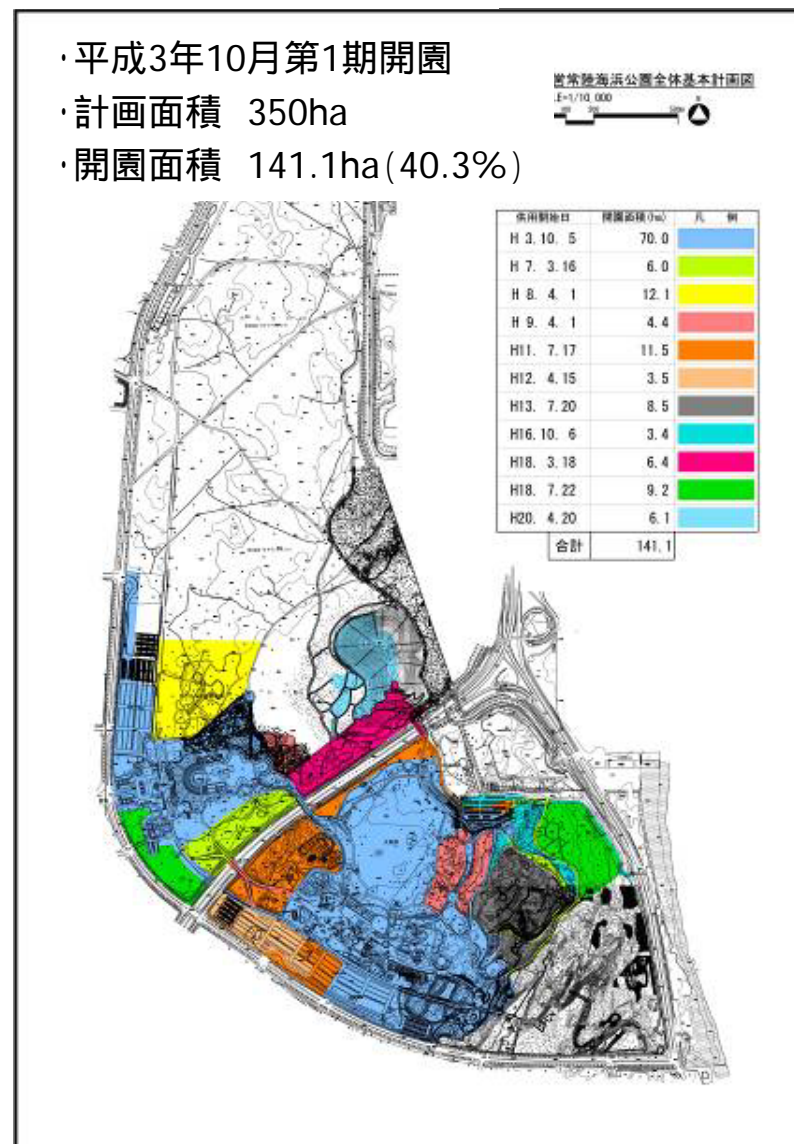 ・平成3年10月第1期開園
・計画面積 350ha
・開園面積 141.1ha(40.3%)
営常陸海浜公園全体基本計画図
E=1/10,000
供用開始日 開園面積(ha) 凡 例
H 3.10. 5 70.0
H 7. 3.16 6.0
H 8. 4. 1 12.1
H 9. 4. 1 4.4
H11. 7.17 11.5
H12. 4.15 3.5
H13. 7.20 8.5
H16.10. 6 3.4
H18. 3.18 6.4
H18. 7.22 9.2
H20. 4.20 6.1
合計 141.1